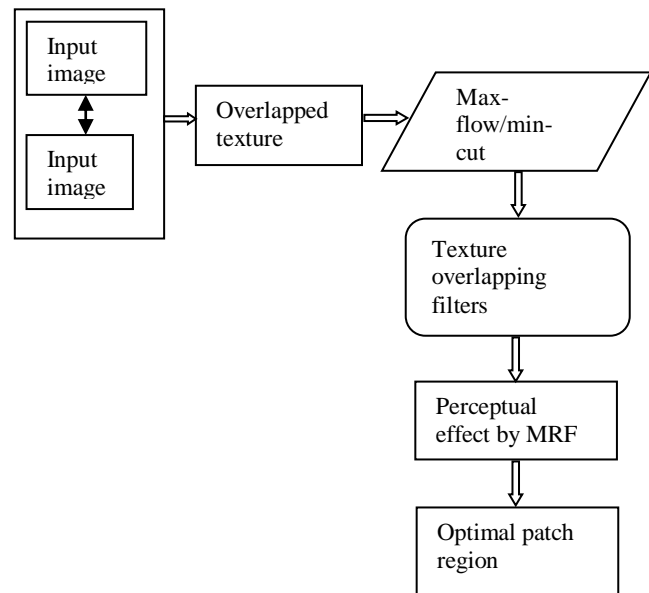 Input
image
Input
image
Overlapped
texture
Max-
flow/min-
cut
Texture
overlapping
filters
Perceptual
effect by MRF
Optimal patch
region